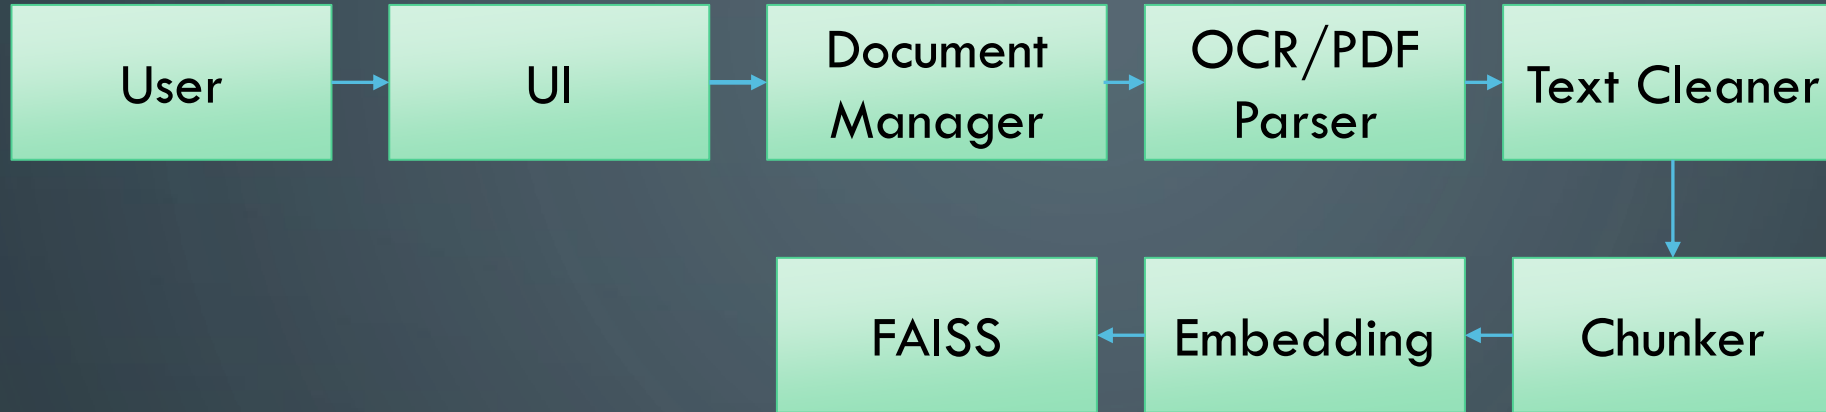 User
UI
Document
Manager
OCR/PDF
Parser
Text Cleaner
FAISS
Embedding
Chunker